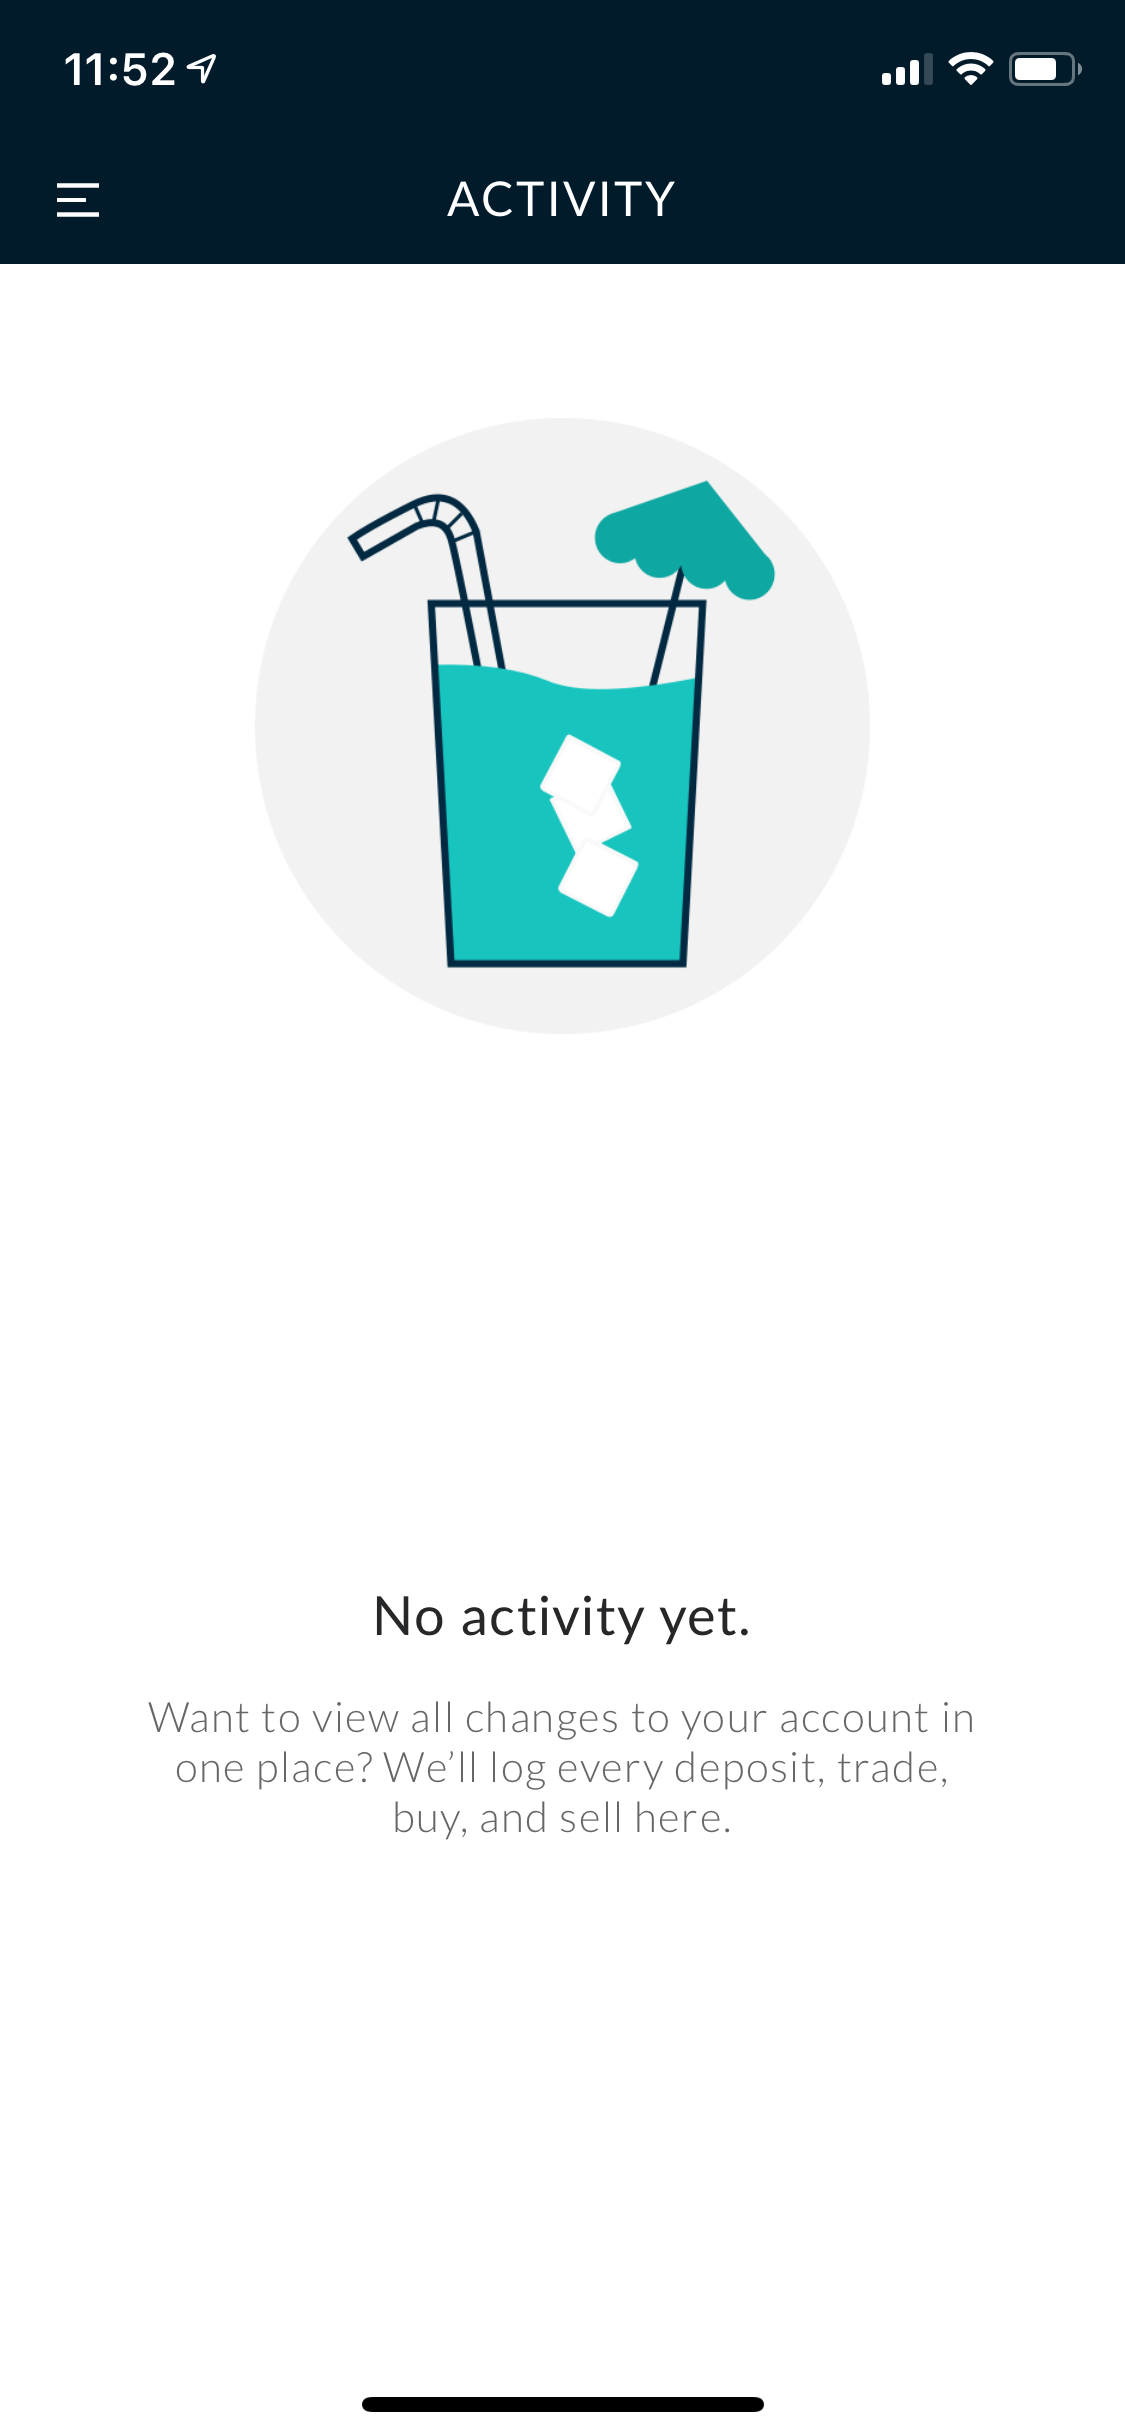 11:52
ACTIVITY
No activity yet.
Want to view all changes to your account in
one place? We’ll log every deposit, trade,
buy, and sell here.